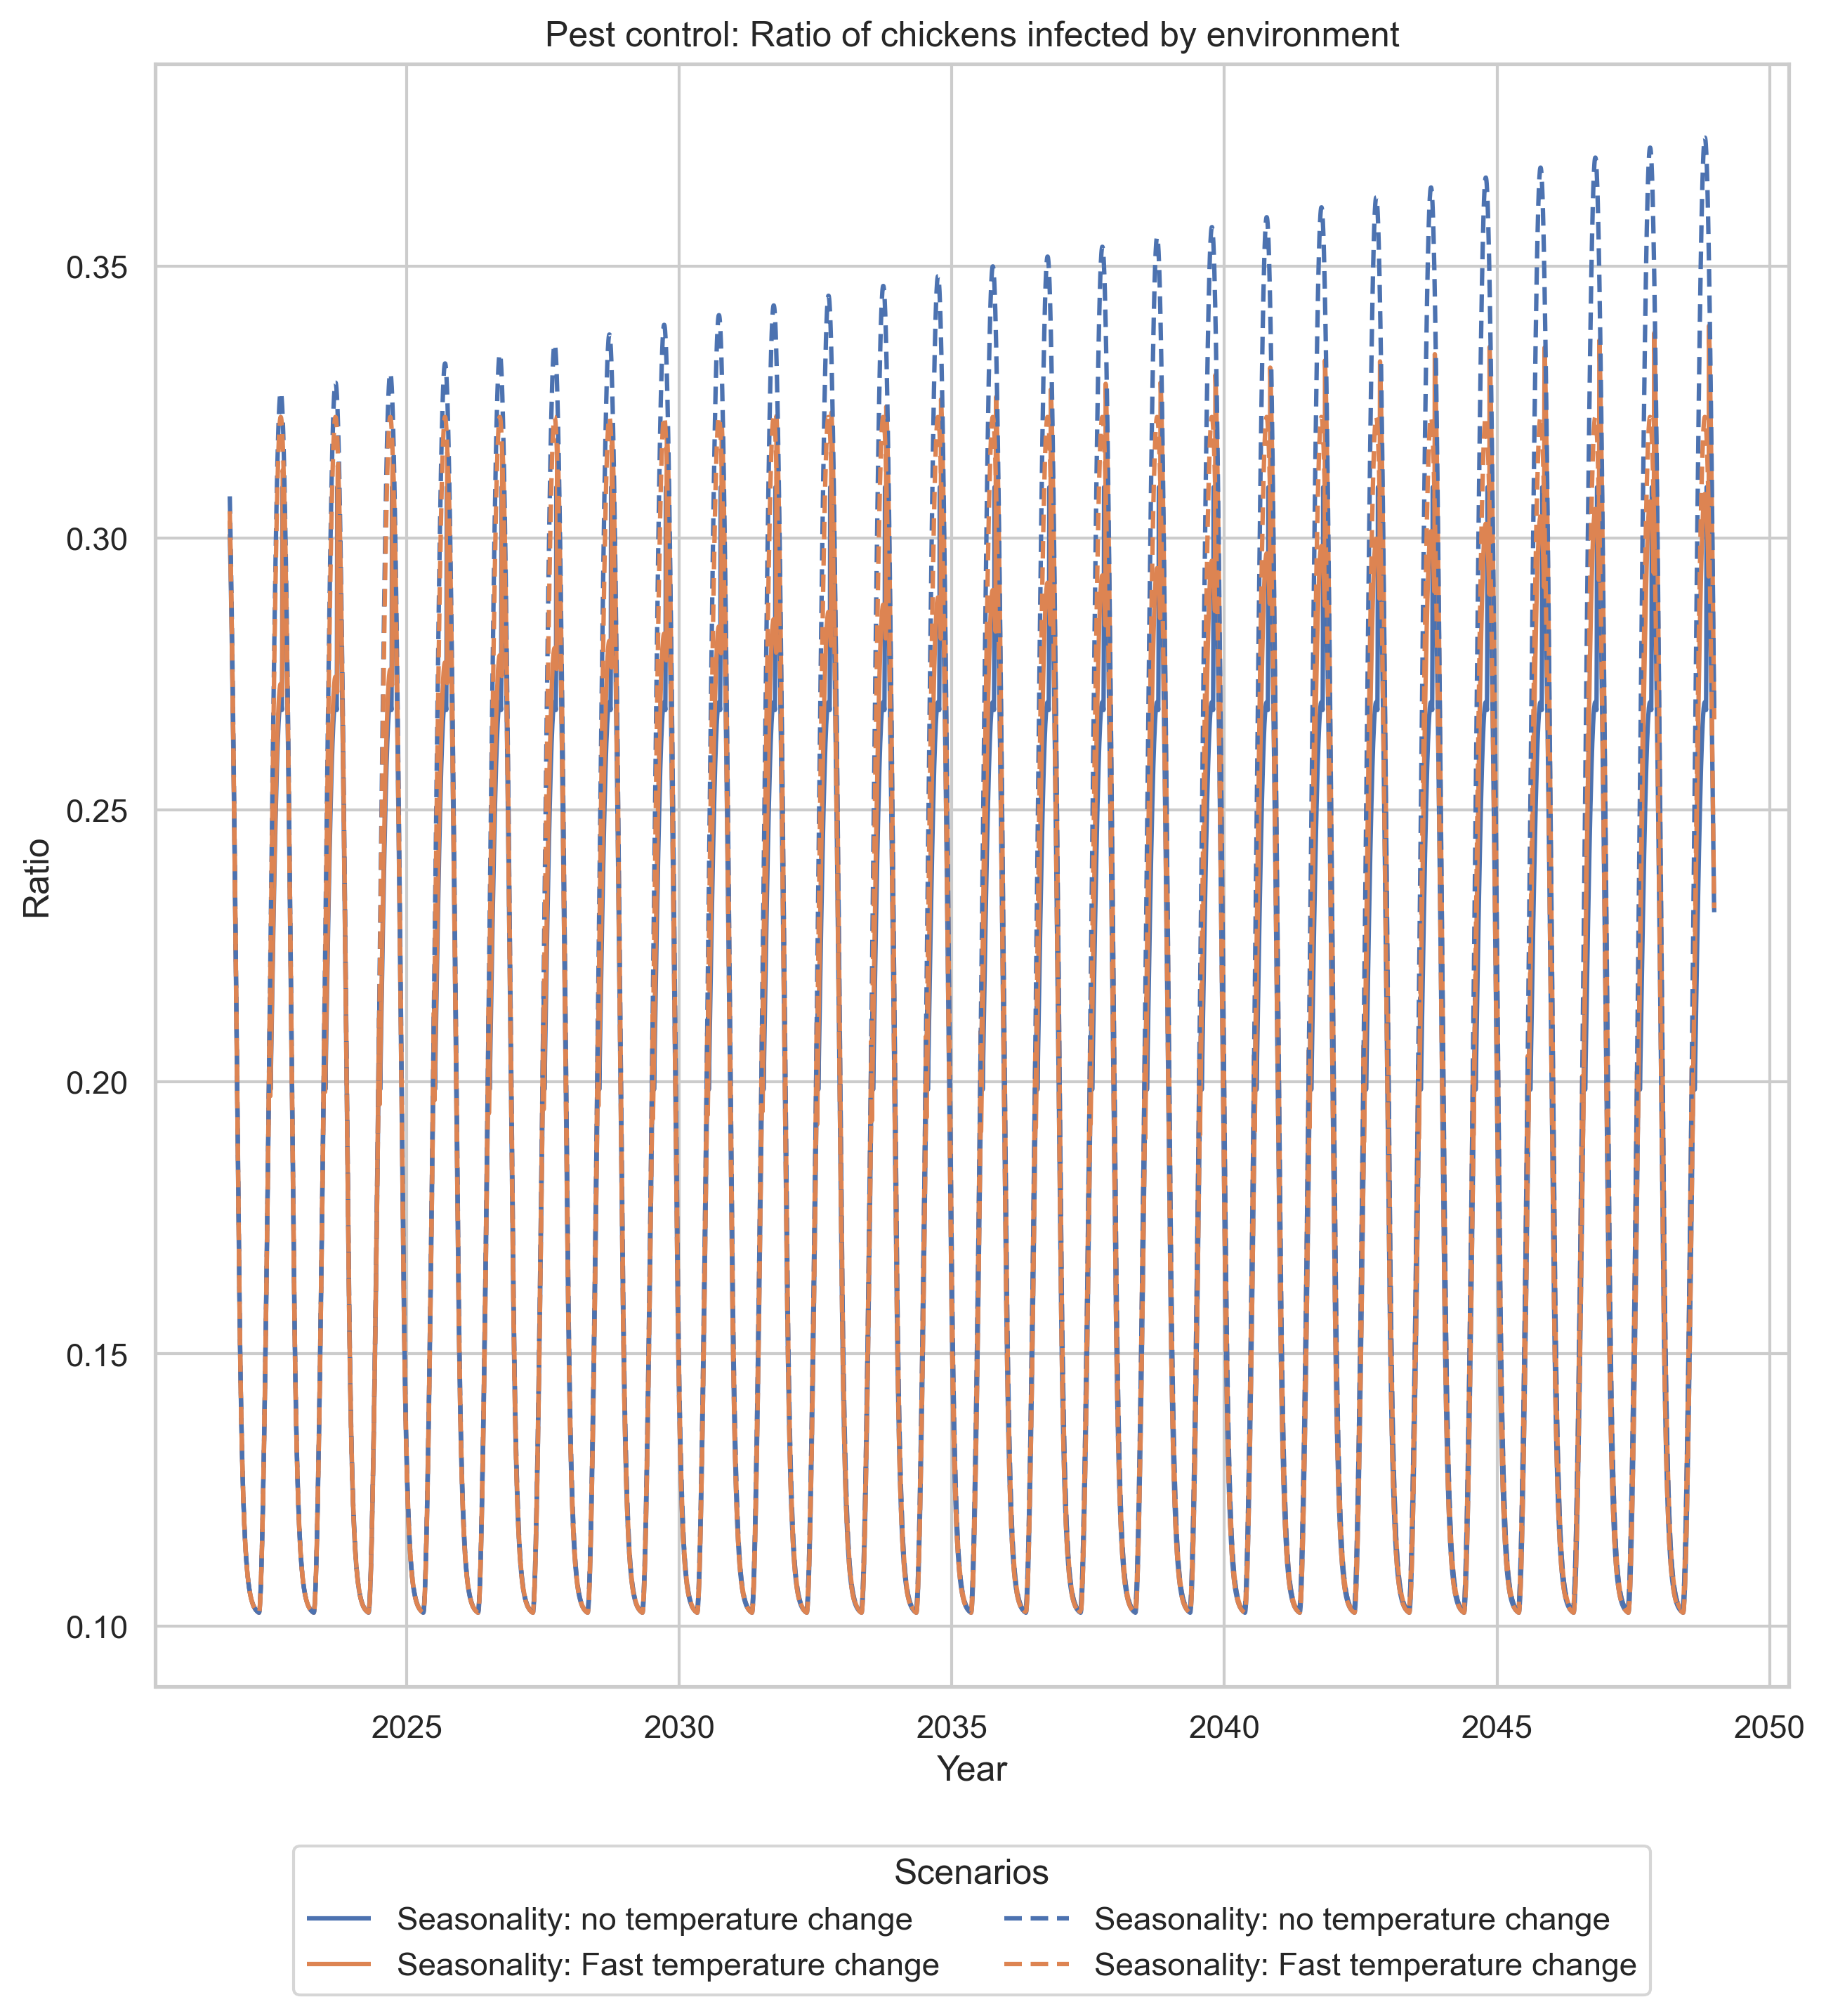 Pest control: Ratio of chickens infected by environment
0.35
0.30
0.25
0.20
0.15
0.10
Ratio
2025 2030 2035 2040 2045 2050
Year
Scenarios
Seasonality: no temperature change Seasonality: no temperature change
Seasonality: Fast temperature change Seasonality: Fast temperature change